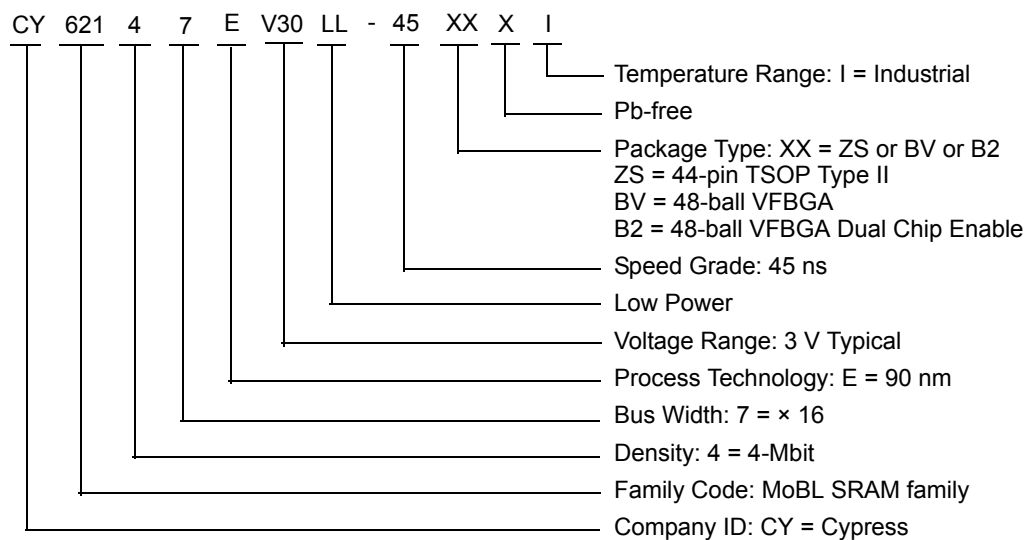 CY 621 4 7 E V30 LL - 45 XX X I
Temperature Range: I = Industrial
Pb-free
Package Type: XX = ZS or BV or B2
ZS = 44-pin TSOP Type II
BV = 48-ball VFBGA
B2 = 48-ball VFBGA Dual Chip Enable
Speed Grade: 45 ns
Low Power
Voltage Range: 3 V Typical
Process Technology: E = 90 nm
Bus Width: 7 = × 16
Density: 4 = 4-Mbit
Family Code: MoBL SRAM family
Company ID: CY = Cypress